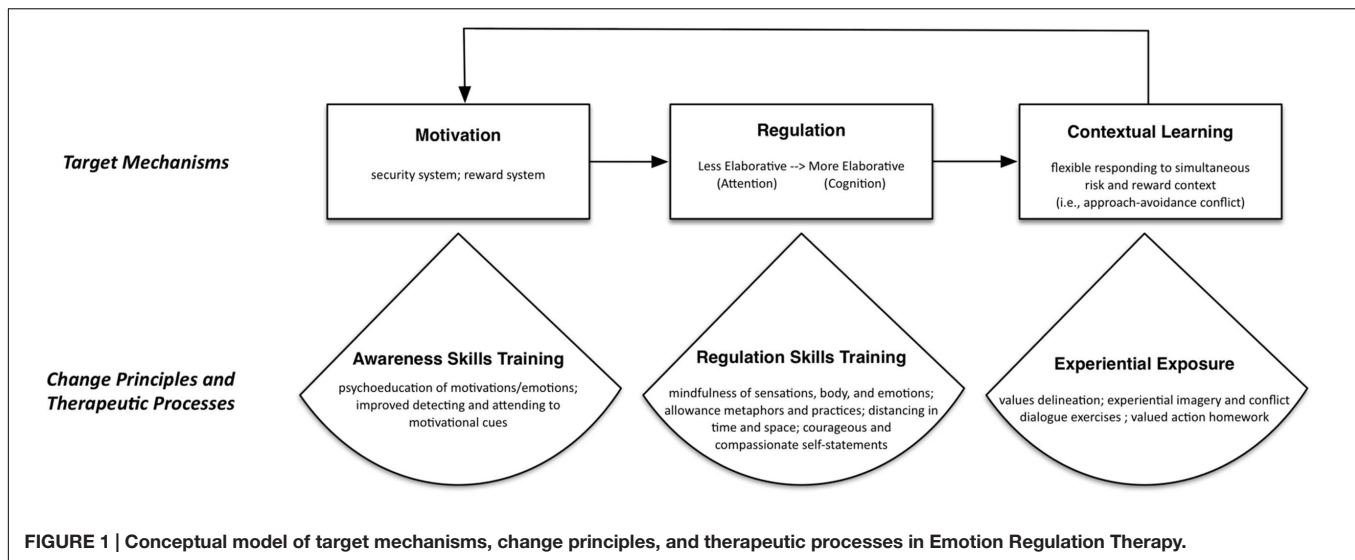 Target Mechanisms
Motivation
security system; reward system
Regulation
Less Elaborative --> More Elaborative
(Attention) (Cognition)
Contextual Learning
flexible responding to simultaneous
risk and reward context
(i.e., approach-avoidance conflict)
Change Principles and
Therapeutic Processes
Awareness Skills Training
psychoeducation of motivations/emotions;
improved detecting and attending to
motivational cues
Regulation Skills Training
mindfulness of sensations, body, and emotions;
allowance metaphors and practices; distancing in
time and space; courageous and
compassionate self-statements
Experiential Exposure
values delineation; experiential imagery and conflict
dialogue exercises ; valued action homework
FIGURE 1 | Conceptual model of target mechanisms, change principles, and therapeutic processes in Emotion Regulation Therapy.